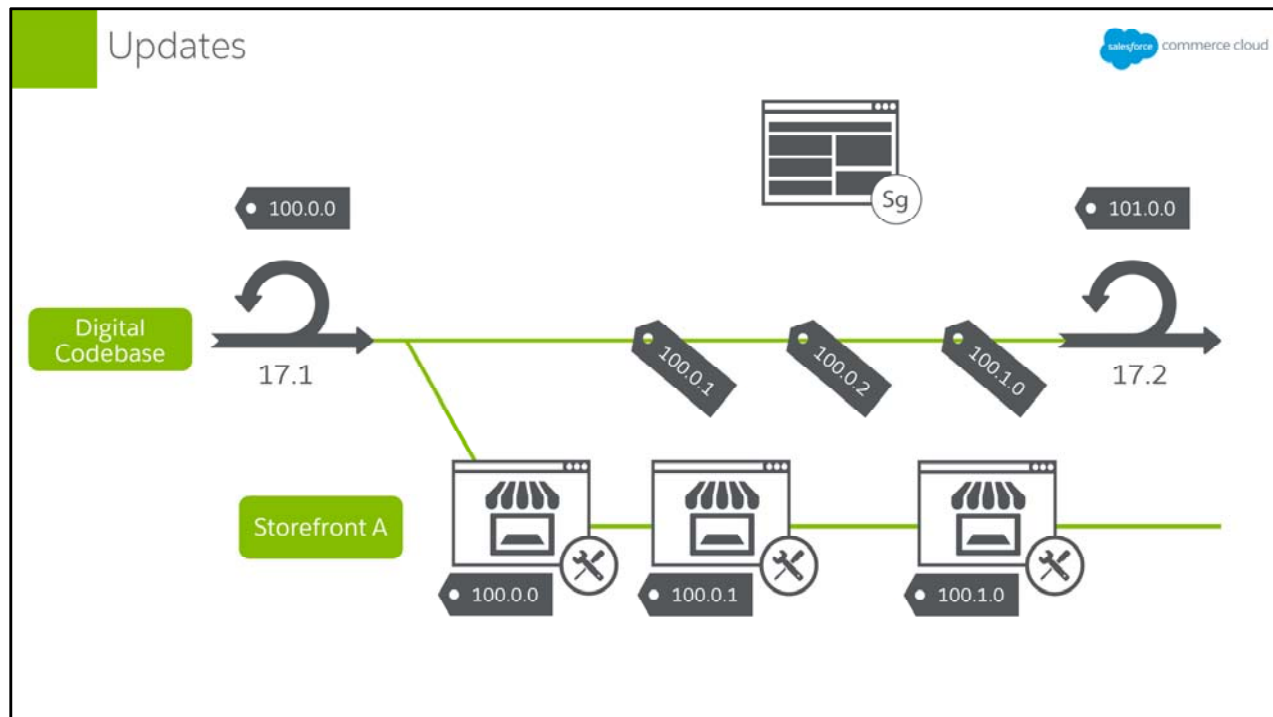 Updates
salesforce commerce cloud
Sg
100.0.0
101.0.0
Digital
Codebase
17.1
100.0.1
100.0.2
100.1.0
17.2
Storefront A
100.0.0
100.0.1
100.1.0